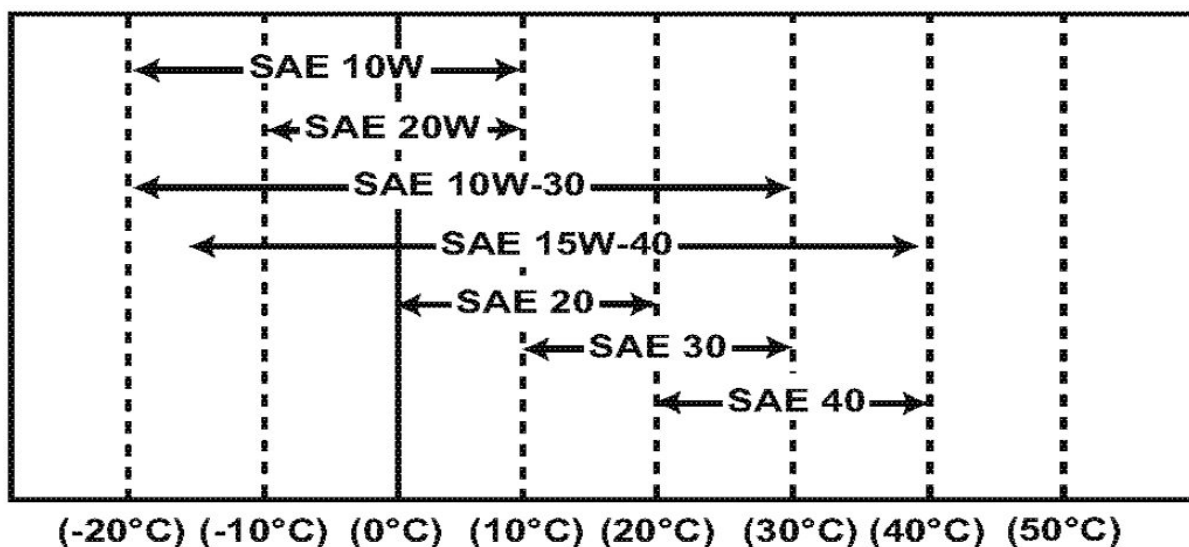 SAE 10W
SAE 20W
SAE 10W-30
SAE 15W-40
SAE 20
SAE 30
SAE 40
(-20°C) (-10°C) (0°C) (10°C) (20°C) (30°C) (40°C) (50°C)